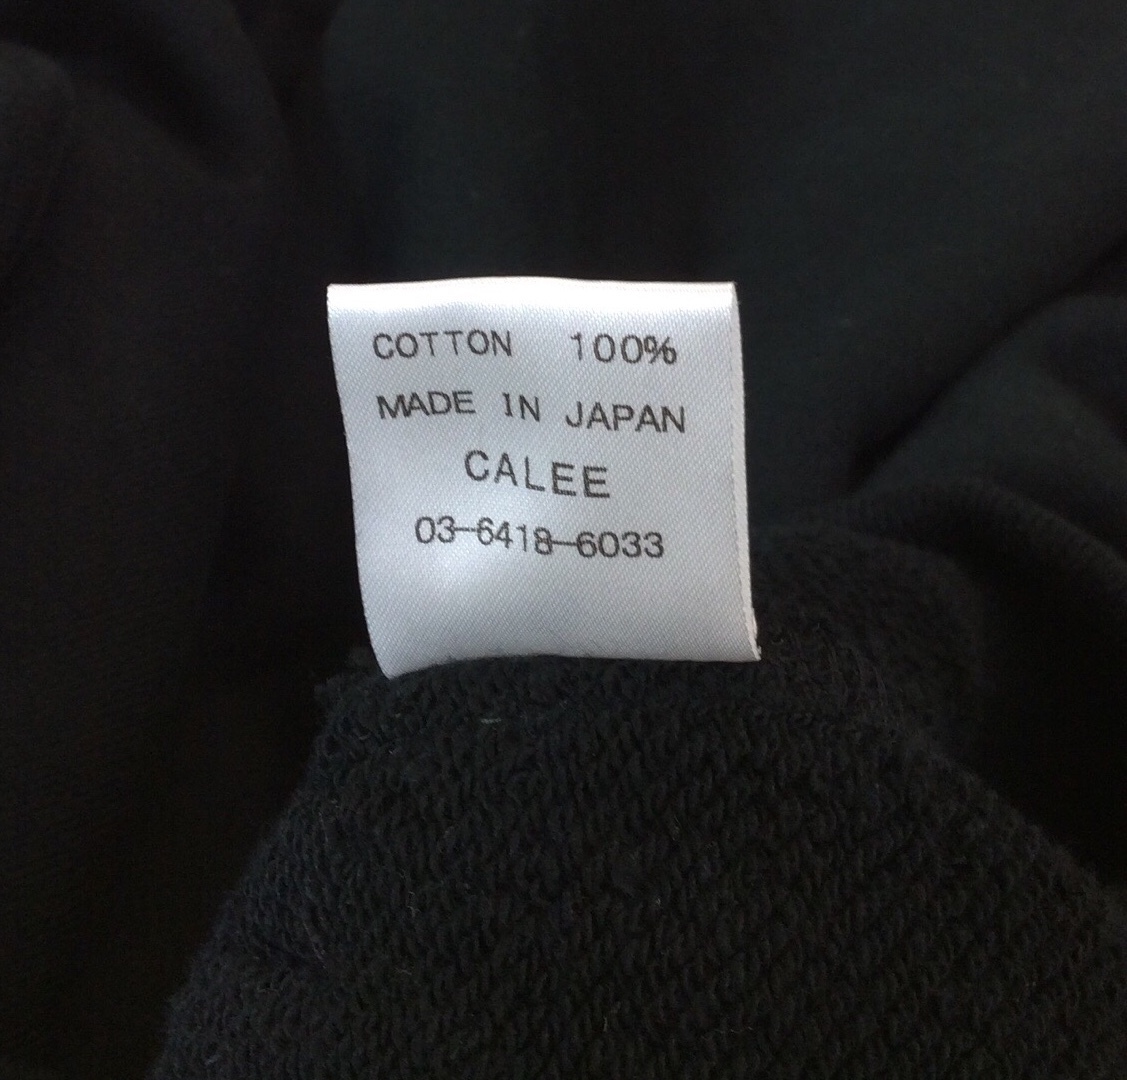 COTTON 100%
MADE IN JAPAN
CALEE
03-6418-6033